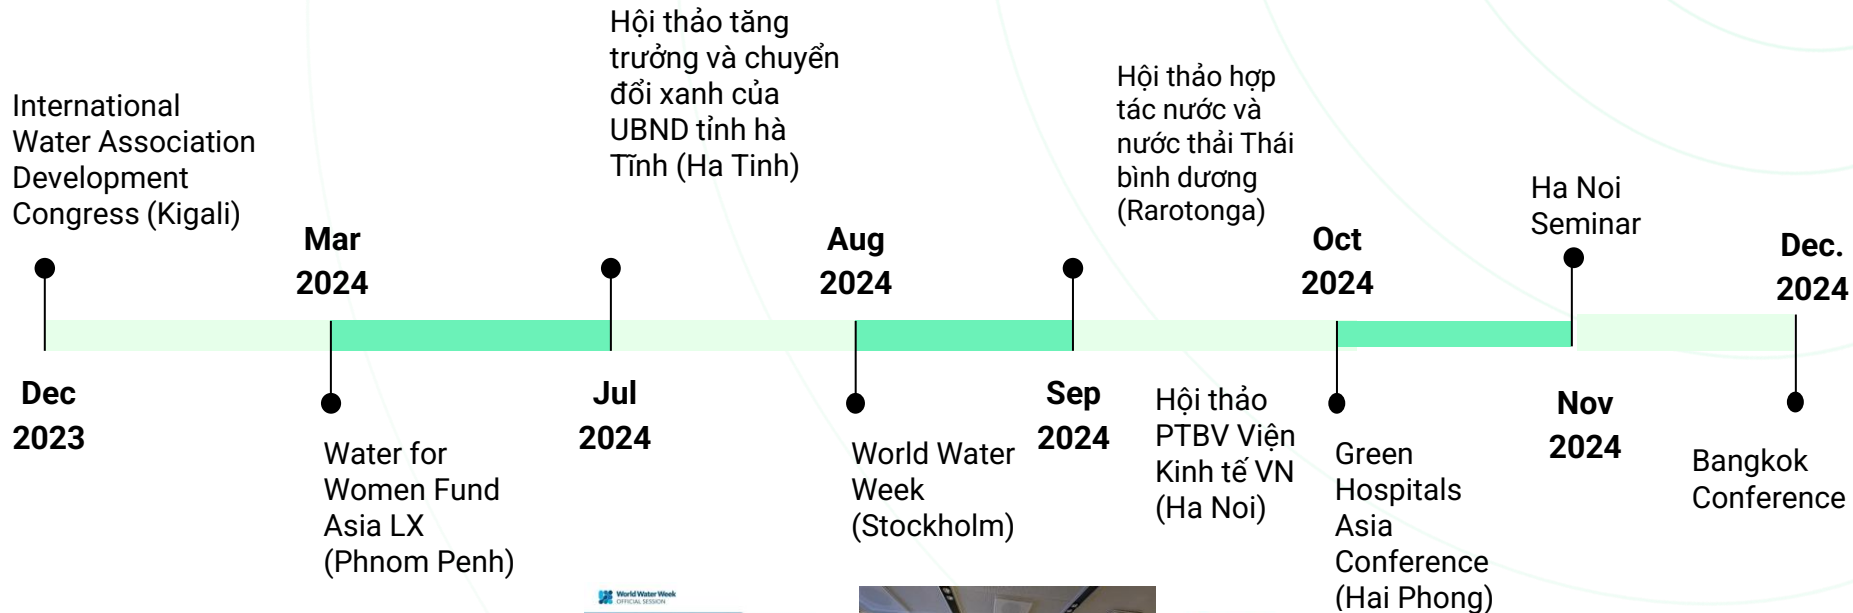 Hội thảo tăng
trưởng và chuyển
đổi xanh của
UBND tỉnh hà
Tĩnh (Ha Tinh)
International
Water Association
Development
Congress (Kigali)
Hội thảo hợp
tác nước và
nước thải Thái
bình dương
(Rarotonga)
Ha Noi
Seminar
Mar
2024
Aug
2024
Oct
2024
Dec.
2024
Dec
2023
Jul
2024
Sep
2024
Nov
2024
Water for
Women Fund
Asia LX
(Phnom Penh)
World Water
Week
(Stockholm)
Hội thảo
PTBV Viện
Kinh tế VN
(Ha Noi)
Green
Hospitals
Asia
Conference
(Hai Phong)
Bangkok
Conference
World Water Week
OFFICIAL SESSION